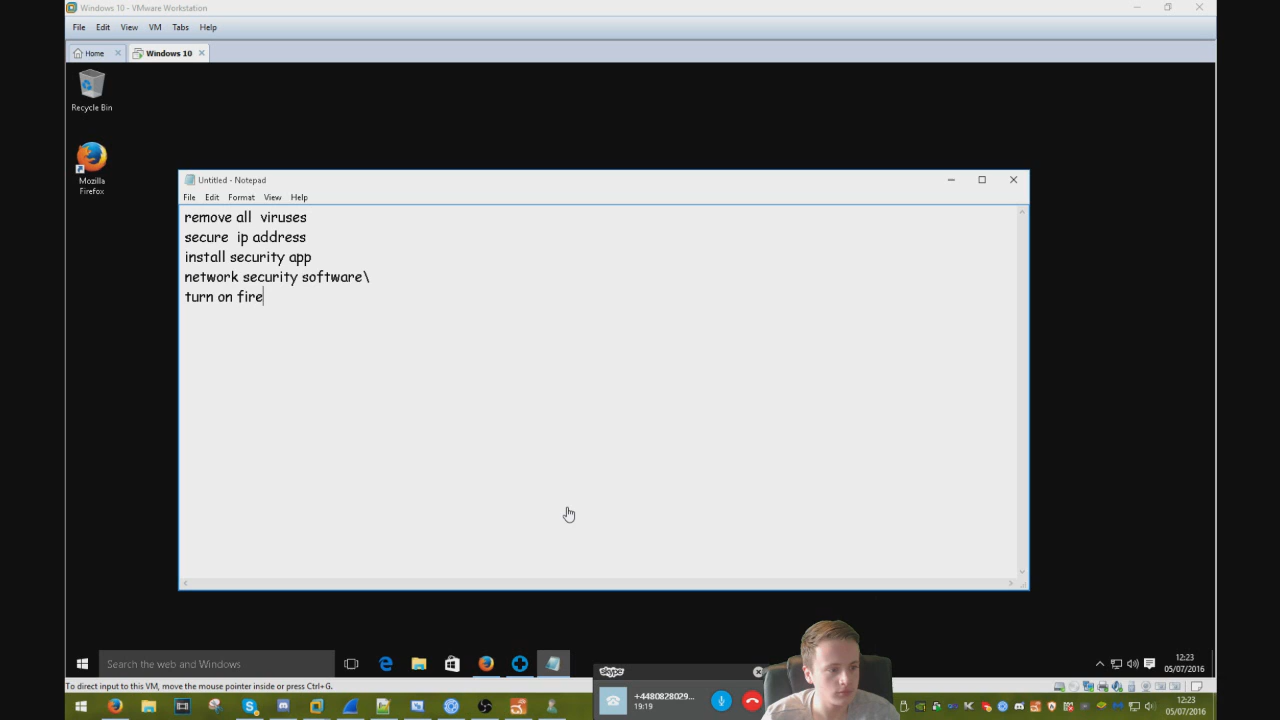 Windows 10 - VMware Workstation
File Edit View VM Tabs Help
Home
Windows 10
Recycle Bin
Mozilla
Firefox
Untitled - Notepad
File Edit Format View Help
remove all  viruses
secure  ip address
install security app
network security software\
turn on fire
Search the web and Windows
12:23
05/07/2016
To direct input to this VM, move the mouse pointer inside or press Ctrl+G.
skype
+4480828029...
19:19
12:23
05/07/2016